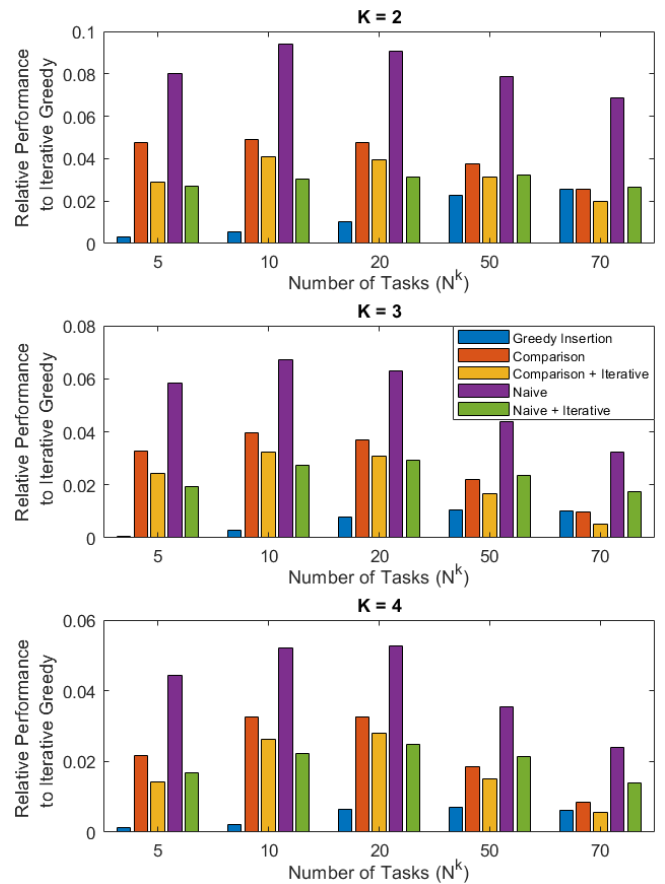 K = 2
Relative Performance
to Iterative Greedy
0.1
0.08
0.06
0.04
0.02
0
5 10 20 50 70
Number of Tasks (N^k)
K = 3
Relative Performance
to Iterative Greedy
0.08
0.06
0.04
0.02
0
Greedy Insertion
Comparison
Comparison + Iterative
Naive
Naive + Iterative
5 10 20 50 70
Number of Tasks (N^k)
K = 4
Relative Performance
to Iterative Greedy
0.06
0.04
0.02
0
5 10 20 50 70
Number of Tasks (N^k)